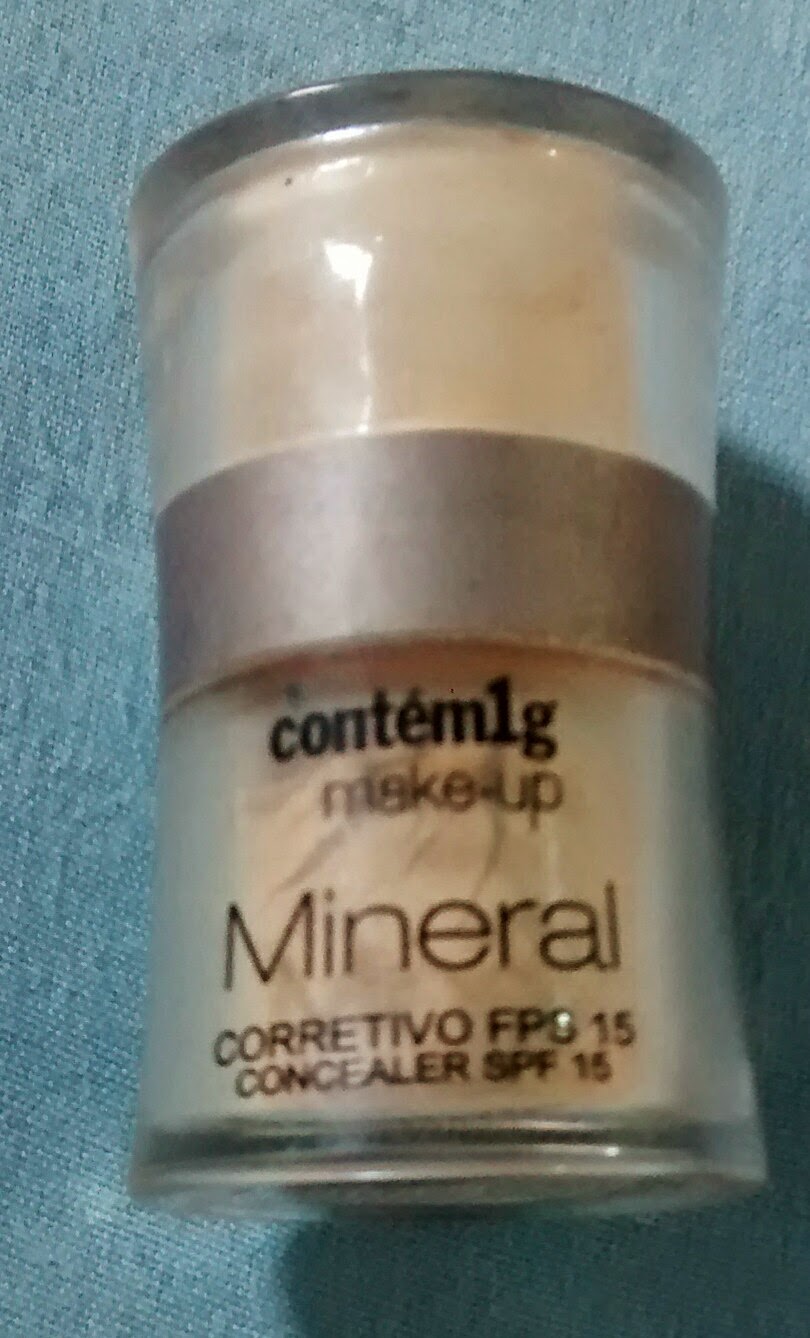 contém1g
make-up
Mineral
CORRETIVO FPS 15
CONCEALER SPF 15